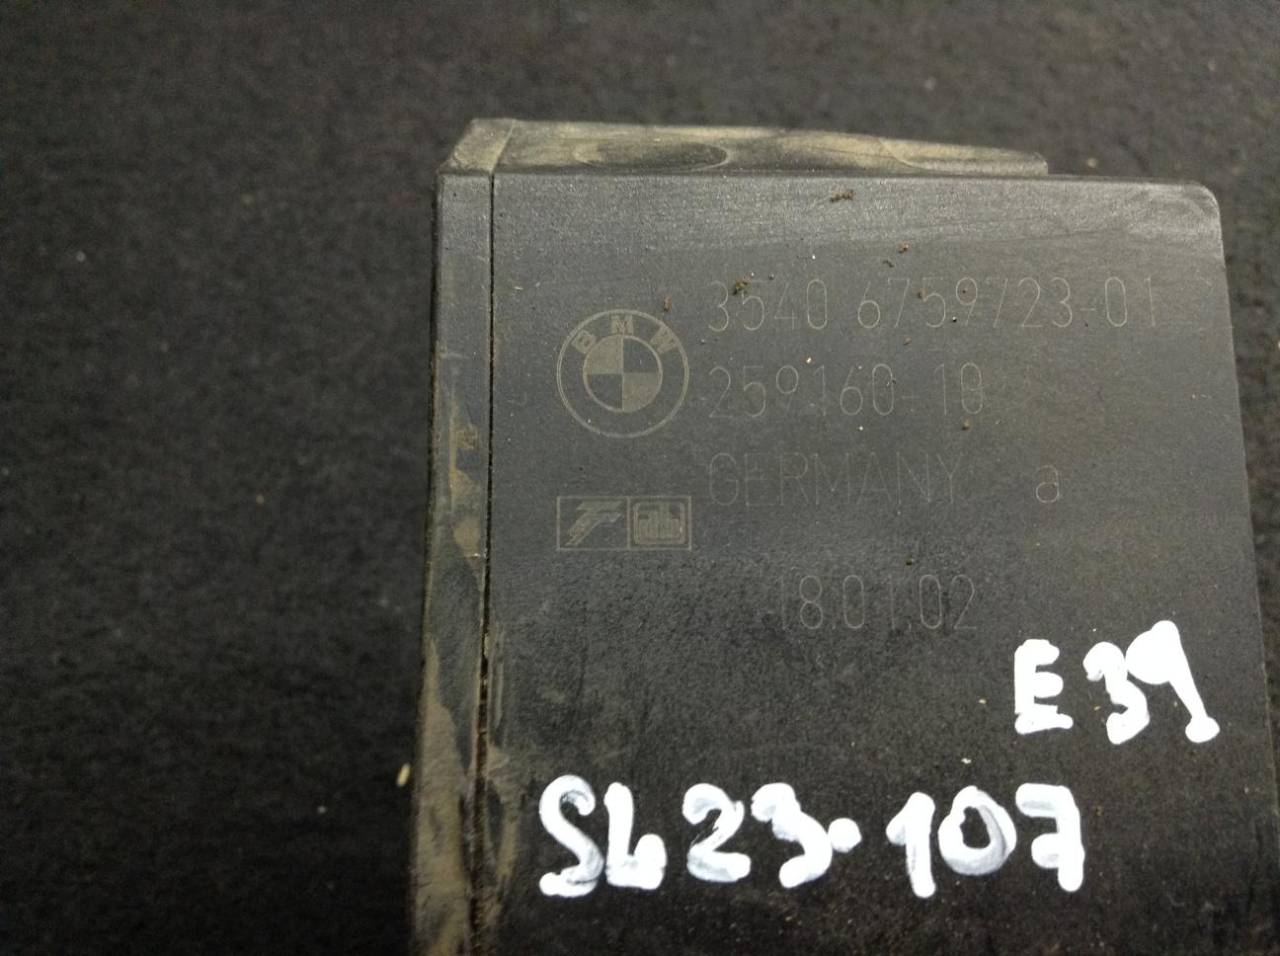 BMW
3540 6759723-01
259160-10
GERMANY a
18.01.02
E39
SL23.107